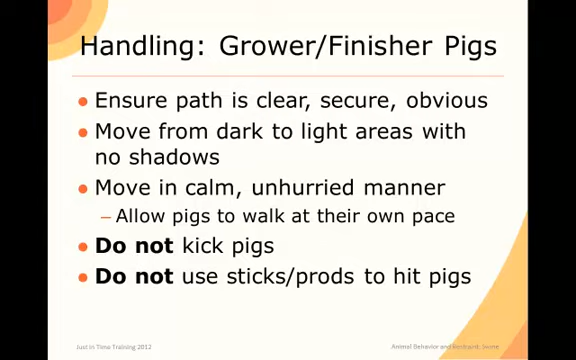 Handling: Grower/Finisher Pigs
Ensure path is clear, secure, obvious
Move from dark to light areas with
no shadows
Move in calm, unhurried manner
–Allow pigs to walk at their own pace
Do not kick pigs
Do not use sticks/prods to hit pigs
Just in Time Training 2012
Animal Behavior and Restraint: Swine